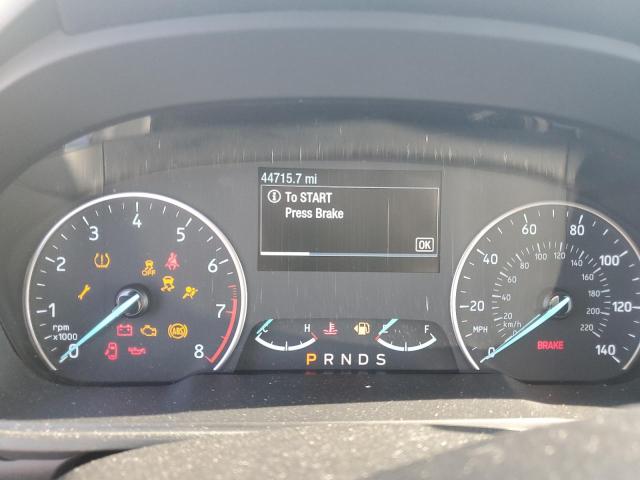 44715.7 mi
To START
Press Brake
OK
0 1 2 3 4 5 6 7 8
rpm
x1000
OFF
ABS
C H
E F
P R N D S
0 20 40 60 80 100 120 140
20 40 60 80 100 120 140 160 180 200 220
MPH
km/h
BRAKE